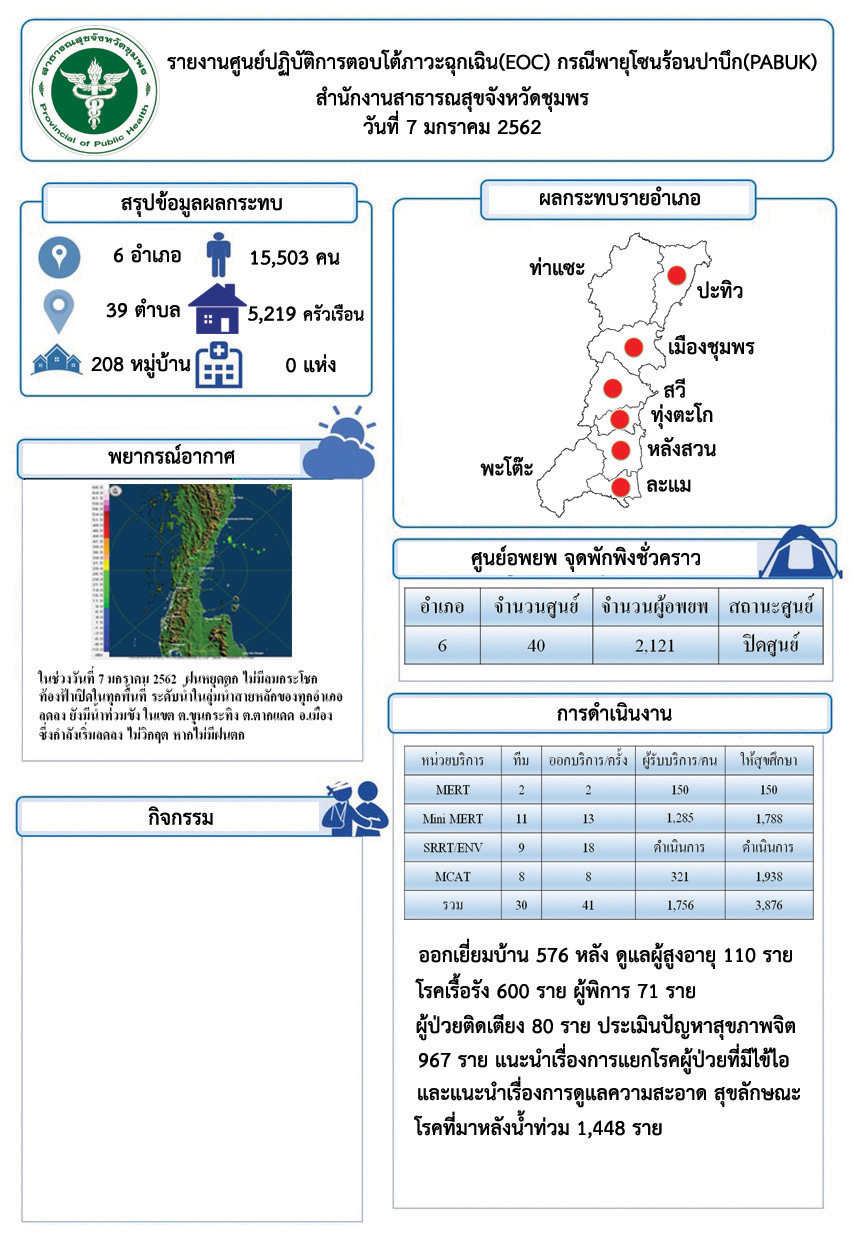 สาธารณสุขจังหวัดชุมพร
Provincial of Public Health
รายงานศูนย์ปฏิบัติการตอบโต้ภาวะฉุกเฉิน(EOC) กรณีพายุโซนร้อนปาบึก(PABUK)
สำนักงานสาธารณสุขจังหวัดชุมพร
วันที่ 7 มกราคม 2562
สรุปข้อมูลผลกระทบ
6 อำเภอ 15,503 คน
39 ตำบล 5,219 ครัวเรือน
208 หมู่บ้าน 0 แห่ง
ผลกระทบรายอำเภอ
ท่าแซะ
ปะทิว
เมืองชุมพร
สวี
ทุ่งตะโก
หลังสวน
พะโต๊ะ
ละแม
พยากรณ์อากาศ
ในช่วงวันที่ 7 มกราคม 2562 ฝนหยุดตก ไม่มีลมกระโชก
ท้องฟ้าเปิดในทุกพื้นที่ ระดับน้ำในลุ่มน้ำสายหลักของทุกอำเภอ
ลดลง ยังมีน้ำท่วมขัง ในเขต ต.ขุนกระทิง ต.ตากแดด อ.เมือง
ซึ่งกำลังเริ่มลดลง ไม่วิกฤต หากไม่มีฝนตก
ศูนย์อพยพ จุดพักพิงชั่วคราว
อำเภอ จำนวนศูนย์ จำนวนผู้อพยพ สถานะศูนย์
6 40 2,121 ปิดศูนย์
การดำเนินงาน
หน่วยบริการ ทีม ออกบริการ/ครั้ง ผู้รับบริการ/คน ให้สุขศึกษา
MERT 2 2 150 150
Mini MERT 11 13 1,285 1,788
SRRT/ENV 9 18 ดำเนินการ ดำเนินการ
MCAT 8 8 321 1,938
รวม 30 41 1,756 3,876
ออกเยี่ยมบ้าน 576 หลัง ดูแลผู้สูงอายุ 110 ราย
โรคเรื้อรัง 600 ราย ผู้พิการ 71 ราย
ผู้ป่วยติดเตียง 80 ราย ประเมินปัญหาสุขภาพจิต
967 ราย แนะนำเรื่องการแยกโรคผู้ป่วยที่มีไข้ไอ
และแนะนำเรื่องการดูแลความสะอาด สุขลักษณะ
โรคที่มาหลังน้ำท่วม 1,448 ราย
กิจกรรม